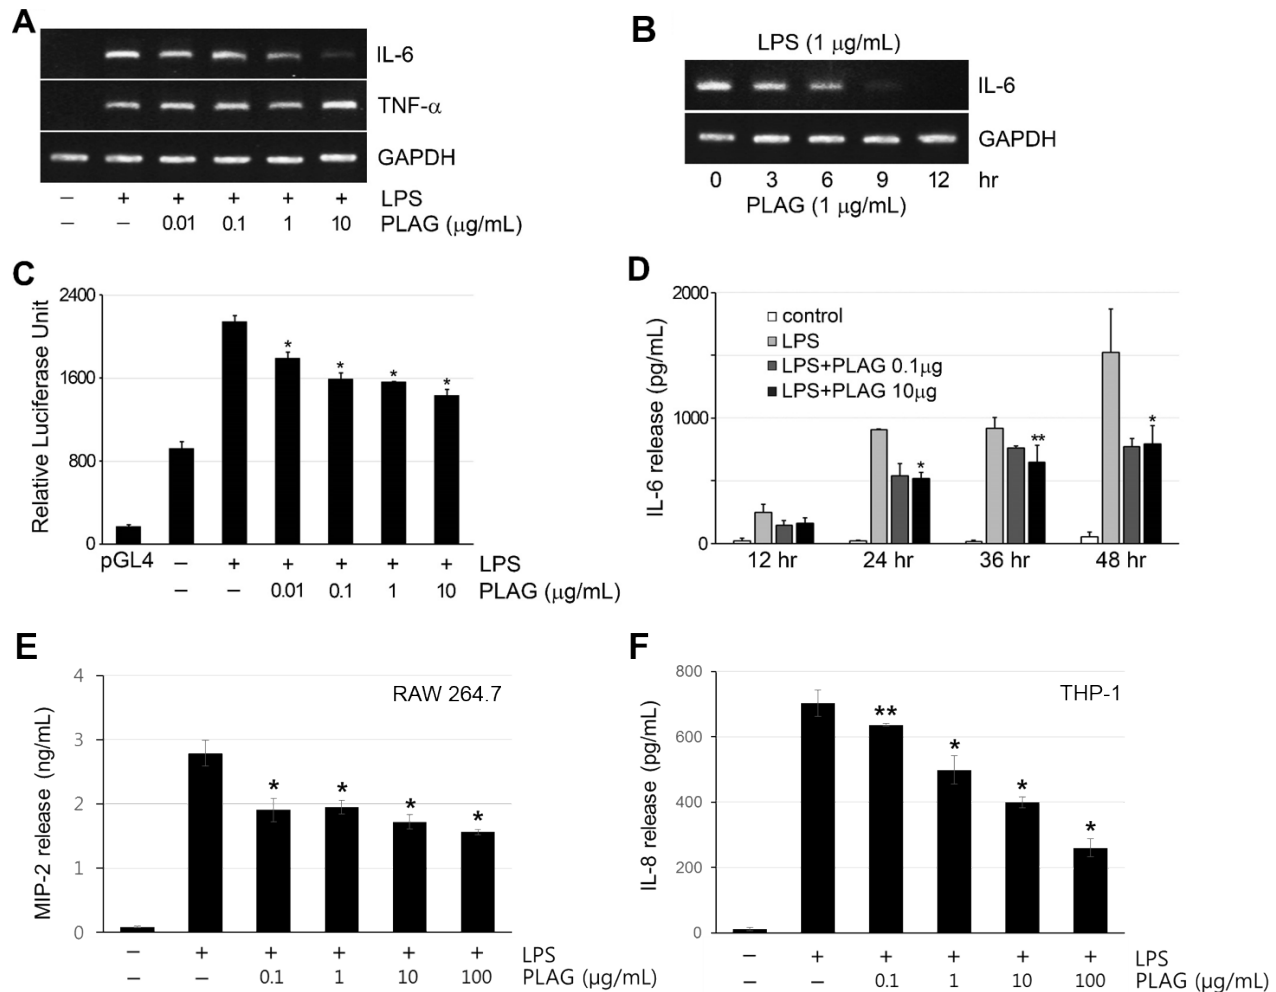 A
IL-6
TNF-α
GAPDH
– + + + + + LPS
– – 0.01 0.1 1 10 PLAG (μg/mL)
B
LPS (1 μg/mL)
IL-6
GAPDH
0 3 6 9 12 hr
PLAG (1 μg/mL)
C
Relative Luciferase Unit
2400
1600
800
0
* * * *
pGL4 – + + + + + LPS
– – 0.01 0.1 1 10 PLAG (μg/mL)
D
IL-6 release (pg/mL)
2000
1000
0
control
LPS
LPS+PLAG 0.1μg
LPS+PLAG 10μg
* ** *
12 hr 24 hr 36 hr 48 hr
E
RAW 264.7
MIP-2 release (ng/mL)
4
3
2
1
0
* * * *
– + + + + + LPS
– – 0.1 1 10 100 PLAG (μg/mL)
F
THP-1
IL-8 release (pg/mL)
800
600
400
200
0
** * * *
– + + + + + LPS
– – 0.1 1 10 100 PLAG (μg/mL)